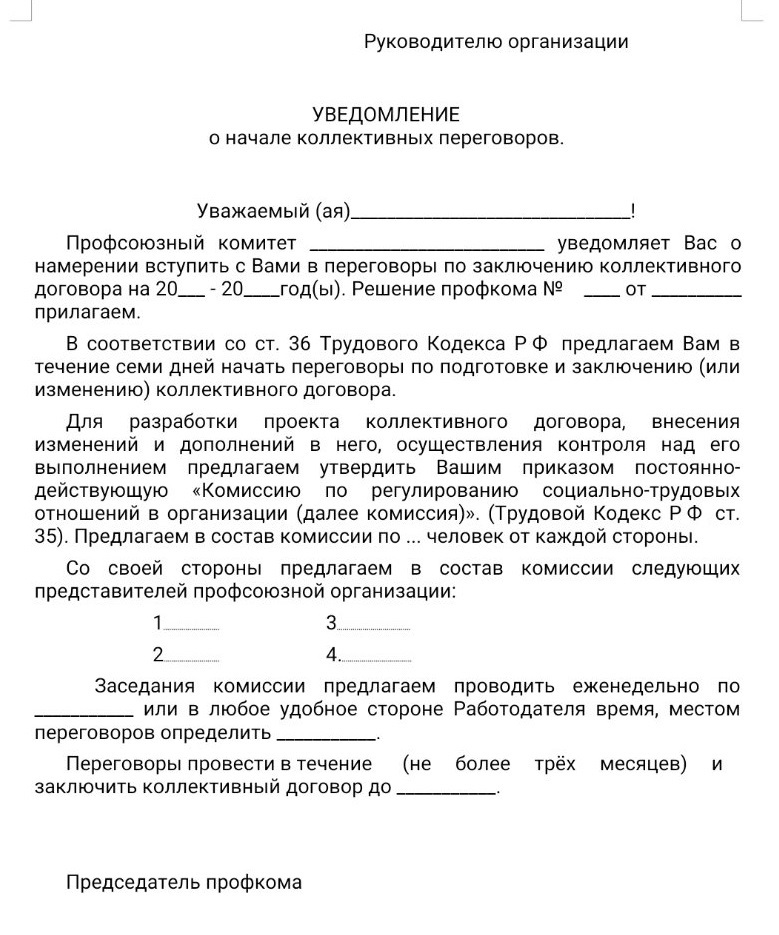 Руководителю организации
УВЕДОМЛЕНИЕ
о начале коллективных переговоров.
Уважаемый (ая)____________________________!
Профсоюзный комитет ________________________ уведомляет Вас о
намерении вступить с Вами в переговоры по заключению коллективного
договора на 20___ - 20____год(ы). Решение профкома № ____ от __________
прилагаем.
В соответствии со ст. 36 Трудового Кодекса Р Ф предлагаем Вам в
течение семи дней начать переговоры по подготовке и заключению (или
изменению) коллективного договора.
Для разработки проекта коллективного договора, внесения
изменений и дополнений в него, осуществления контроля над его
выполнением предлагаем утвердить Вашим приказом постоянно-
действующую «Комиссию по регулированию социально-трудовых
отношений в организации (далее комиссия)». (Трудовой Кодекс Р Ф ст.
35). Предлагаем в состав комиссии по ... человек от каждой стороны.
Со своей стороны предлагаем в состав комиссии следующих
представителей профсоюзной организации:
1.................... 3.........................
2.................... 4.........................
Заседания комиссии предлагаем проводить еженедельно по
__________ или в любое удобное стороне Работодателя время, местом
переговоров определить __________.
Переговоры провести в течение (не более трёх месяцев) и
заключить коллективный договор до __________.
Председатель профкома